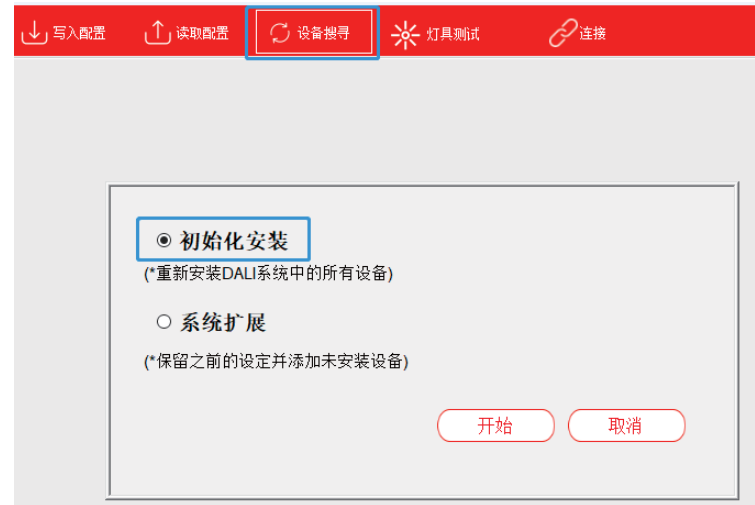 写入配置 读取配置 设备搜寻 灯具测试 连接
初始化安装
(*重新安装DALI系统中的所有设备)
系统扩展
(*保留之前的设定并添加未安装设备)
开始 取消